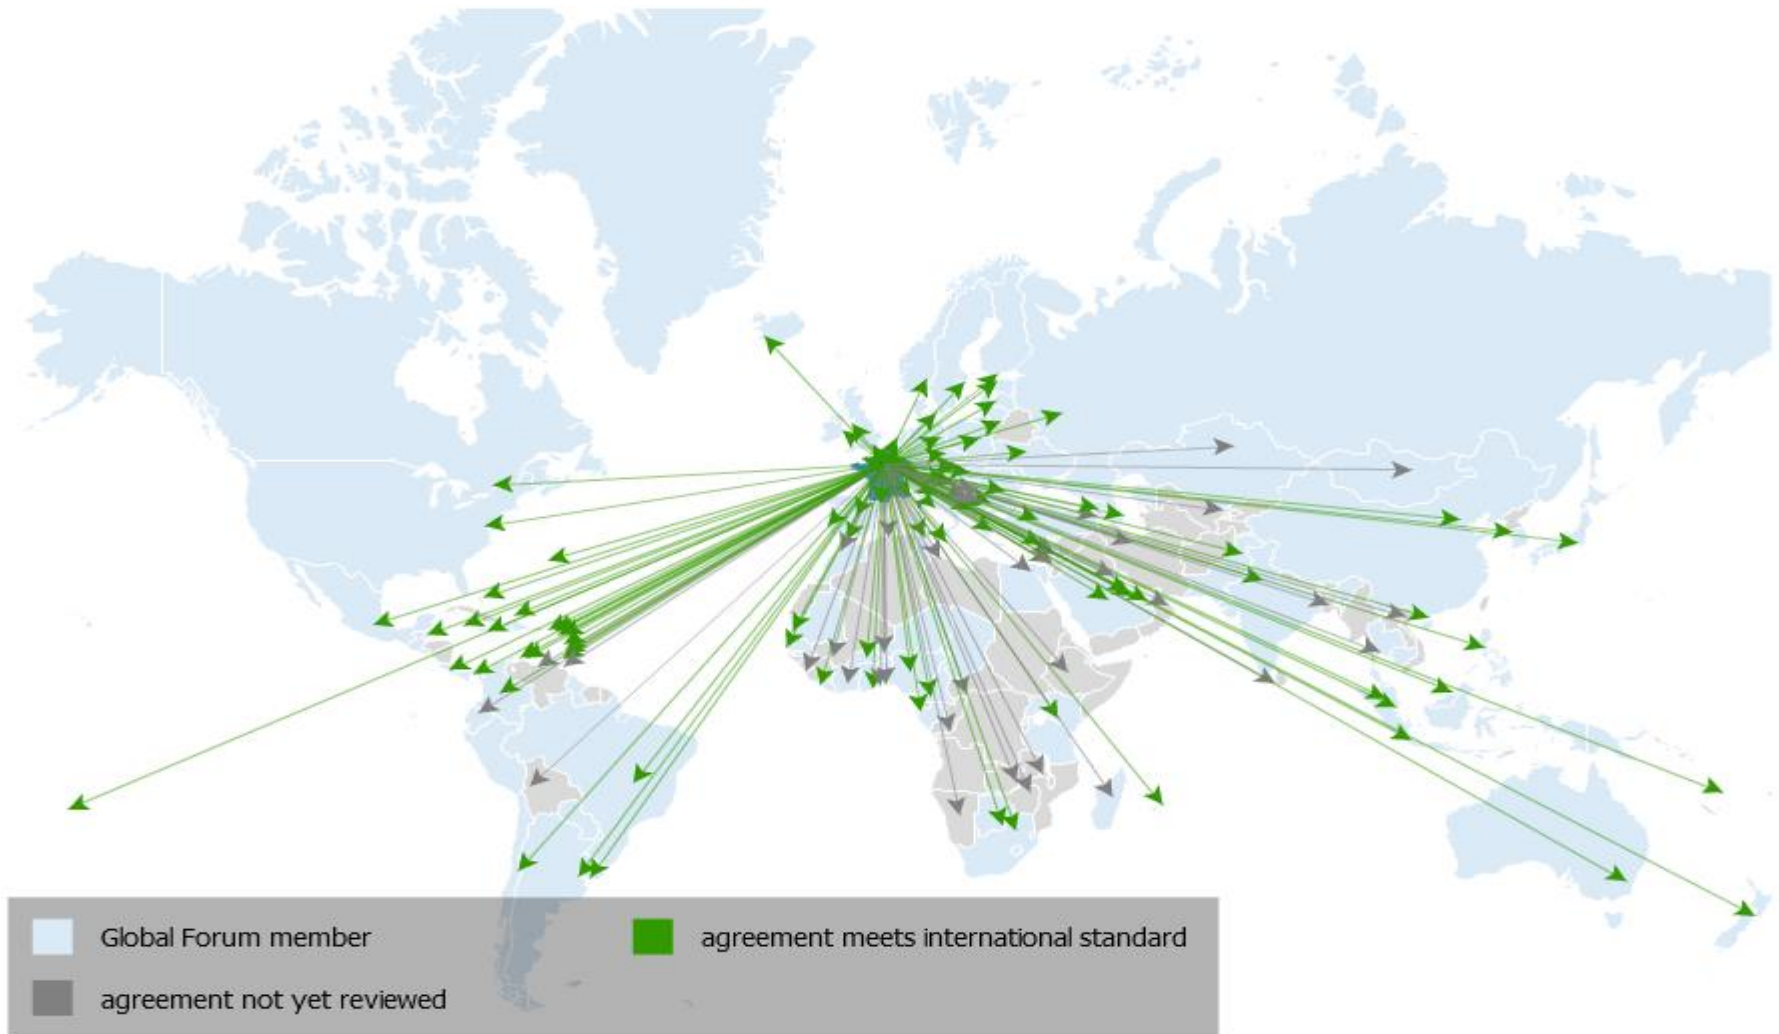 Global Forum member
agreement meets international standard
agreement not yet reviewed